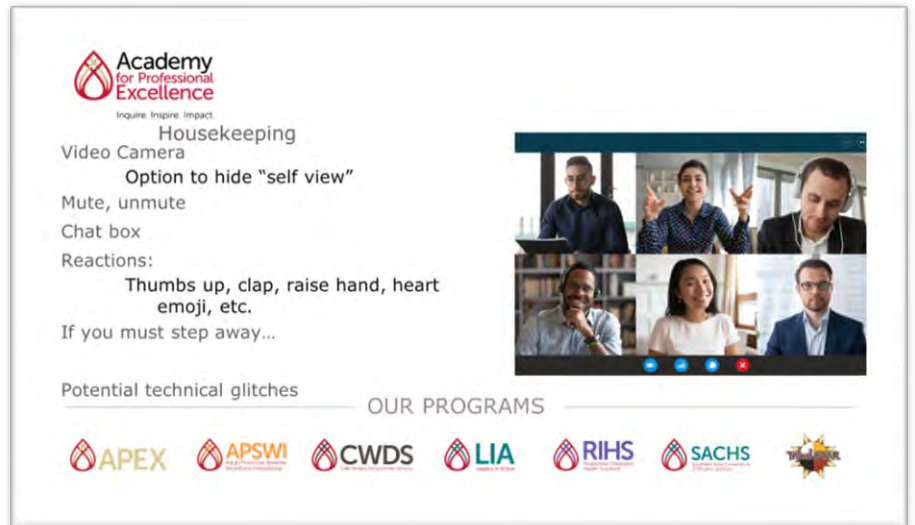 Academy
for Professional
Excellence
Inquire. Inspire. Impact.
Housekeeping
Video Camera
Option to hide “self view”
Mute, unmute
Chat box
Reactions:
Thumbs up, clap, raise hand, heart
emoji, etc.
If you must step away...
Potential technical glitches
OUR PROGRAMS
APEX
APSWI
CWDS
LIA
RIHS
SACHS